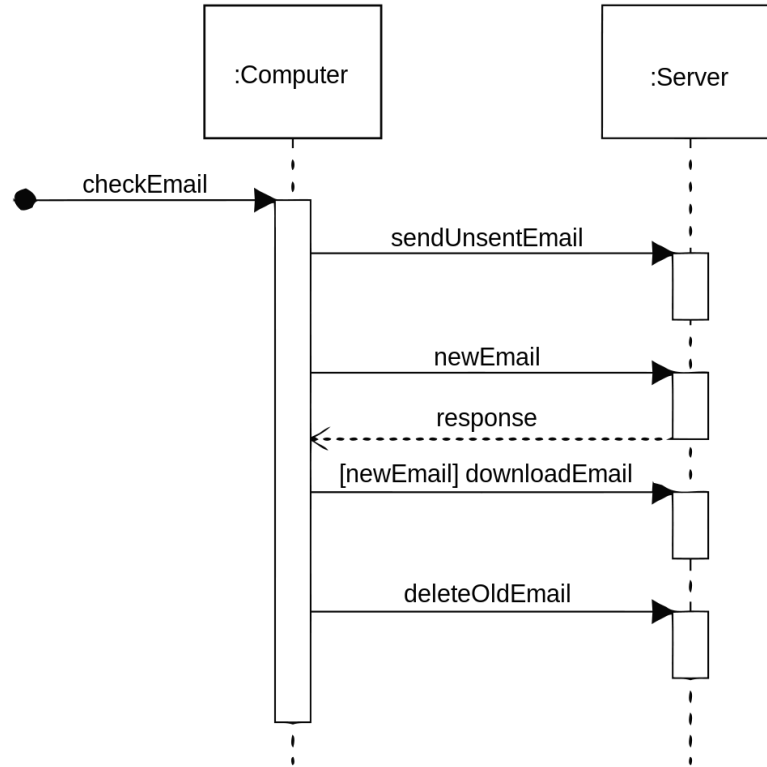 :Computer
:Server
checkEmail
sendUnsentEmail
newEmail
response
[newEmail] downloadEmail
deleteOldEmail